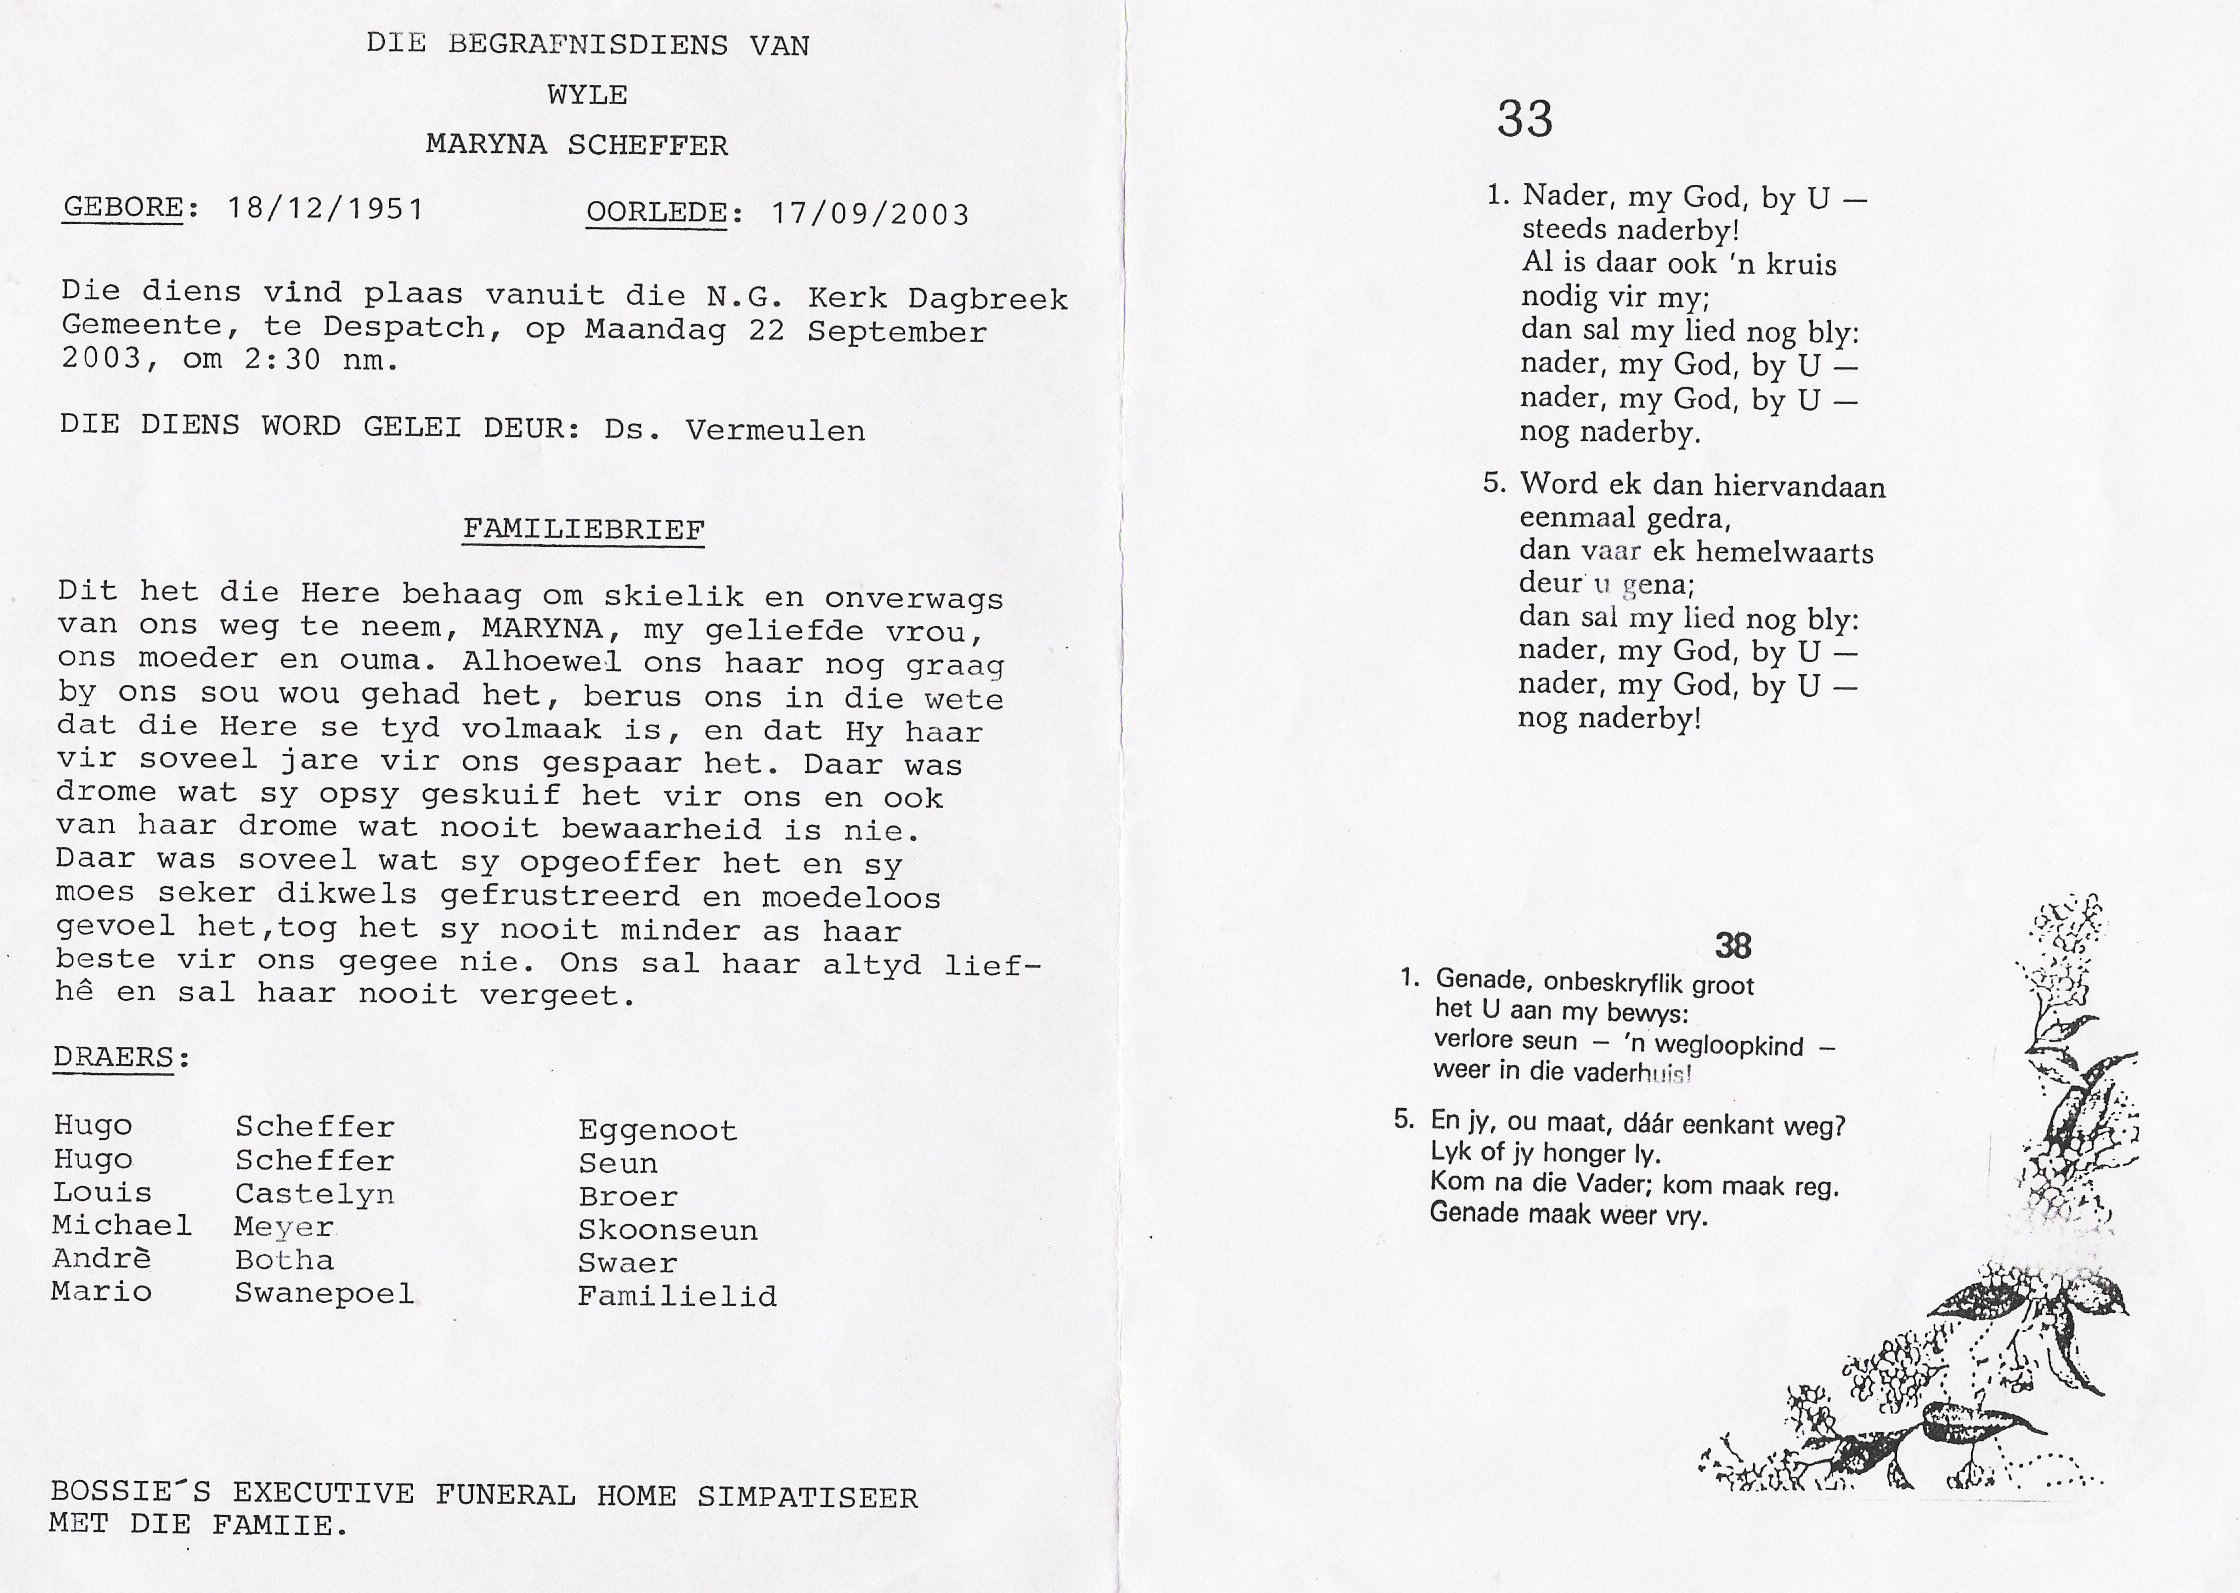 DIE BEGRAFNISDIENS VAN
WYLE
MARYNA SCHEFFER
GEBORE: 18/12/1951 OORLEDE: 17/09/2003
Die diens vind plaas vanuit die N.G. Kerk Dagbreek
Gemeente, te Despatch, op Maandag 22 September
2003, om 2:30 nm.
DIE DIENS WORD GELEI DEUR: Ds. Vermeulen
FAMILIEBRIEF
Dit het die Here behaag om skielik en onverwags
van ons weg te neem, MARYNA, my geliefde vrou,
ons moeder en ouma. Alhoewel ons haar nog graag
by ons sou wou gehad het, berus ons in die wete
dat die Here se tyd volmaak is, en dat Hy haar
vir soveel jare vir ons gespaar het. Daar was
drome wat sy opsy geskuif het vir ons en ook
van haar drome wat nooit bewaarheid is nie.
Daar was soveel wat sy opgeoffer het en sy
moes seker dikwels gefrustreerd en moedeloos
gevoel het,tog het sy nooit minder as haar
beste vir ons gegee nie. Ons sal haar altyd lief-
hê en sal haar nooit vergeet.
DRAERS:
Hugo Scheffer Eggenoot
Hugo Scheffer Seun
Louis Castelyn Broer
Michael Meyer Skoonseun
Andrè Botha Swaer
Mario Swanepoel Familielid
BOSSIE´S EXECUTIVE FUNERAL HOME SIMPATISEER
MET DIE FAMIIE.
33
1. Nader, my God, by U —
steeds naderby!
Al is daar ook 'n kruis
nodig vir my;
dan sal my lied nog bly:
nader, my God, by U —
nader, my God, by U —
nog naderby.
5. Word ek dan hiervandaan
eenmaal gedra,
dan vaar ek hemelwaarts
deur u gena;
dan sal my lied nog bly:
nader, my God, by U —
nader, my God, by U —
nog naderby!
38
1. Genade, onbeskryflik groot
het U aan my bewys:
verlore seun – 'n wegloopkind –
weer in die vaderhuis!
5. En jy, ou maat, dáár eenkant weg?
Lyk of jy honger ly.
Kom na die Vader; kom maak reg.
Genade maak weer vry.